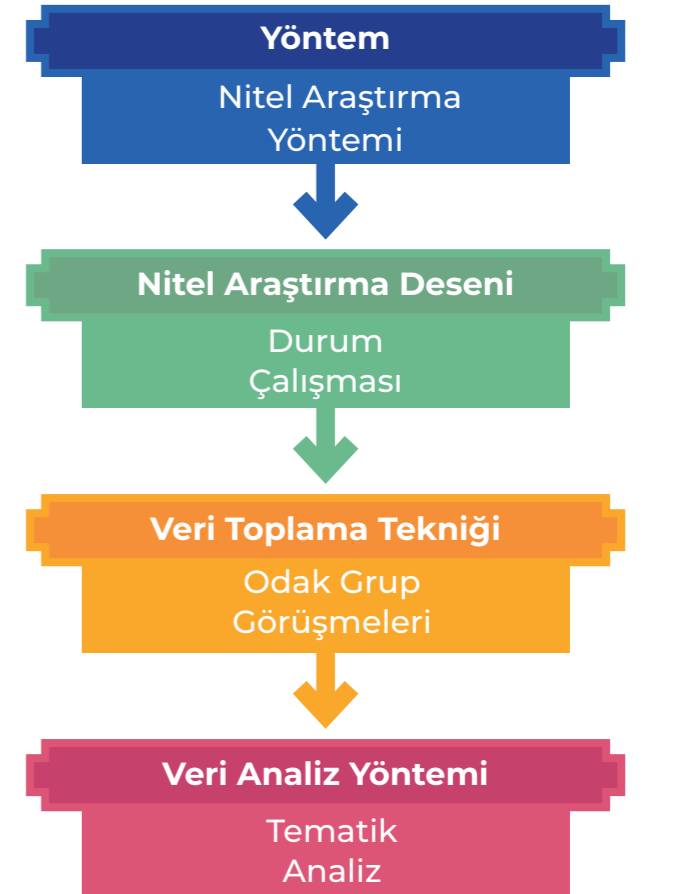 Yöntem
Nitel Araştırma
Yöntemi
Nitel Araştırma Deseni
Durum
Çalışması
Veri Toplama Tekniği
Odak Grup
Görüşmeleri
Veri Analiz Yöntemi
Tematik
Analiz